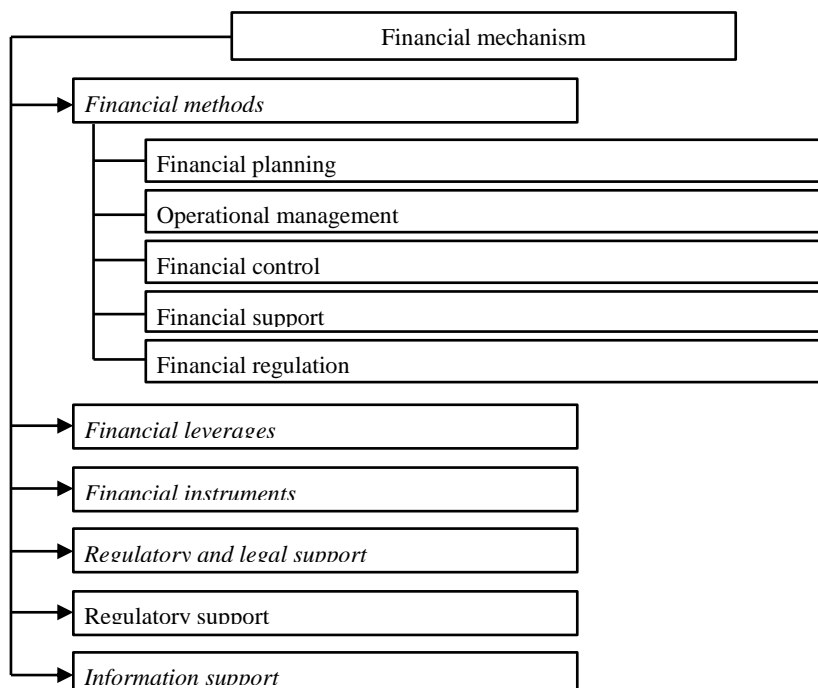 Financial mechanism
Financial methods
Financial planning
Operational management
Financial control
Financial support
Financial regulation
Financial leverages
Financial instruments
Regulatory and legal support
Regulatory support
Information support